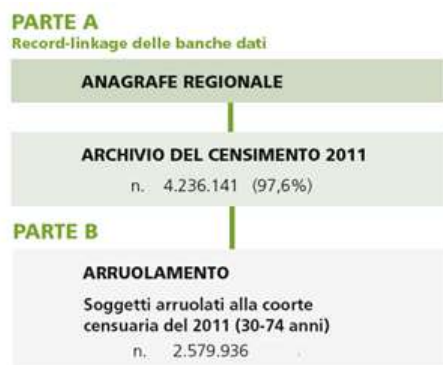 PARTE A
Record-linkage delle banche dati
ANAGRAFE REGIONALE
ARCHIVIO DEL CENSIMENTO 2011
n. 4.236.141 (97,6%)
PARTE B
ARRUOLAMENTO
Soggetti arruolati alla coorte
censuaria del 2011 (30-74 anni)
n. 2.579.936